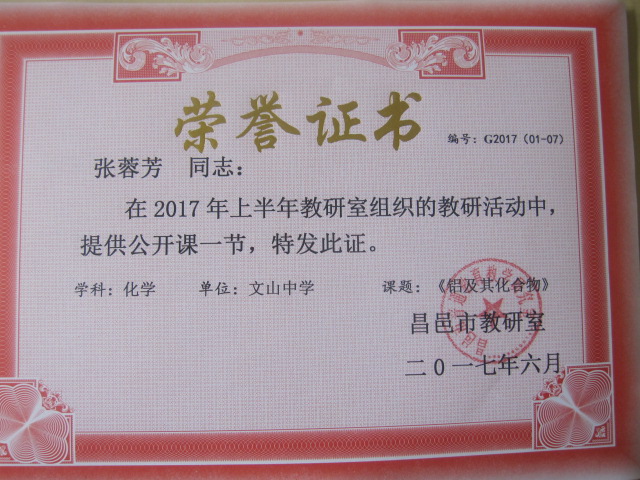 荣誉证书
编号：G2017（01-07）
张蓉芳 同志：
在2017年上半年教研室组织的教研活动中，
提供公开课一节，特发此证。
学科：化学 单位：文山中学 课题：《铝及其化合物》
昌邑市教研室
二0一七年六月